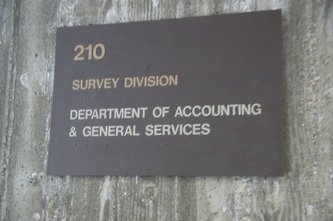 210
SURVEY DIVISION
DEPARTMENT OF ACCOUNTING
& GENERAL SERVICES